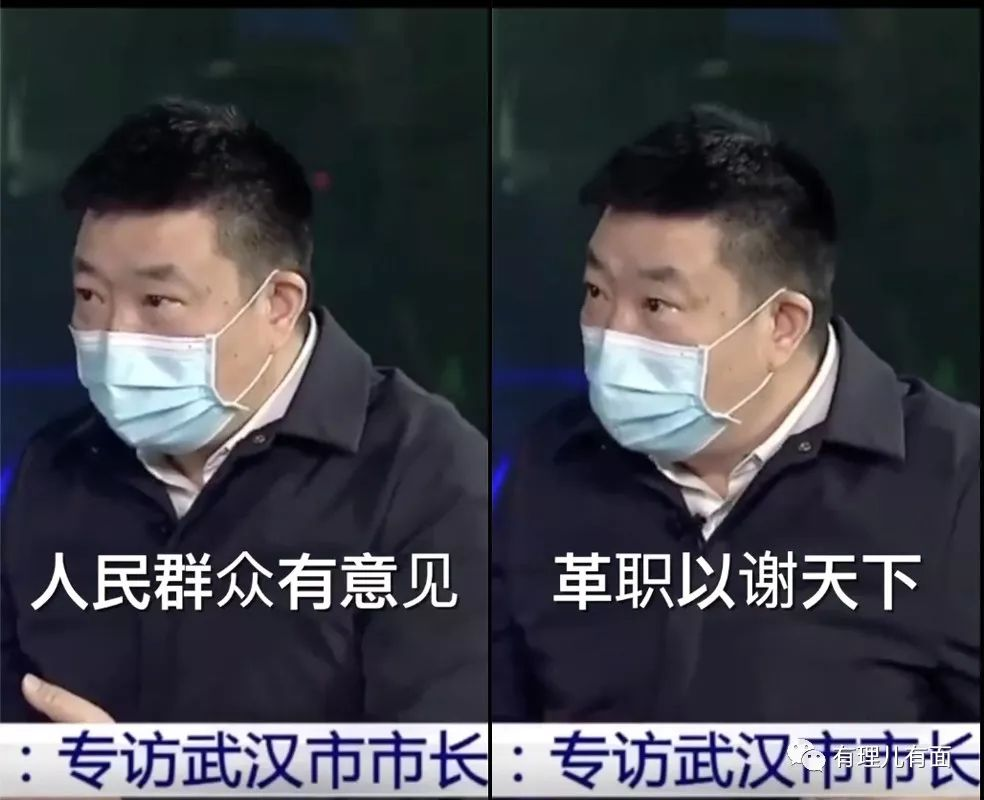 人民群众有意见
革职以谢天下
：专访武汉市市长
：专访武汉市市长
有理儿有面